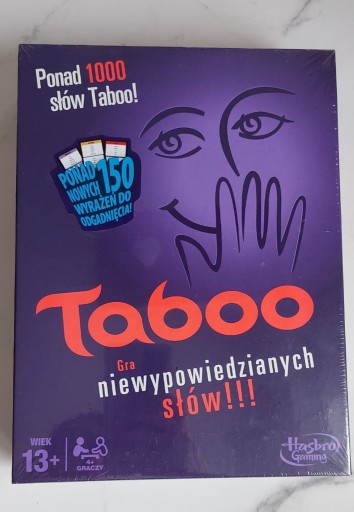 Ponad 1000
słów Taboo!
PONAD
NOWYCH 150
WYRAŻEŃ DO
ODGADNIĘCIA!
Taboo
Gra
niewypowiedzianych
słów!!!
WIEK
13+
4+
GRACZY
Hasbro
Gaming